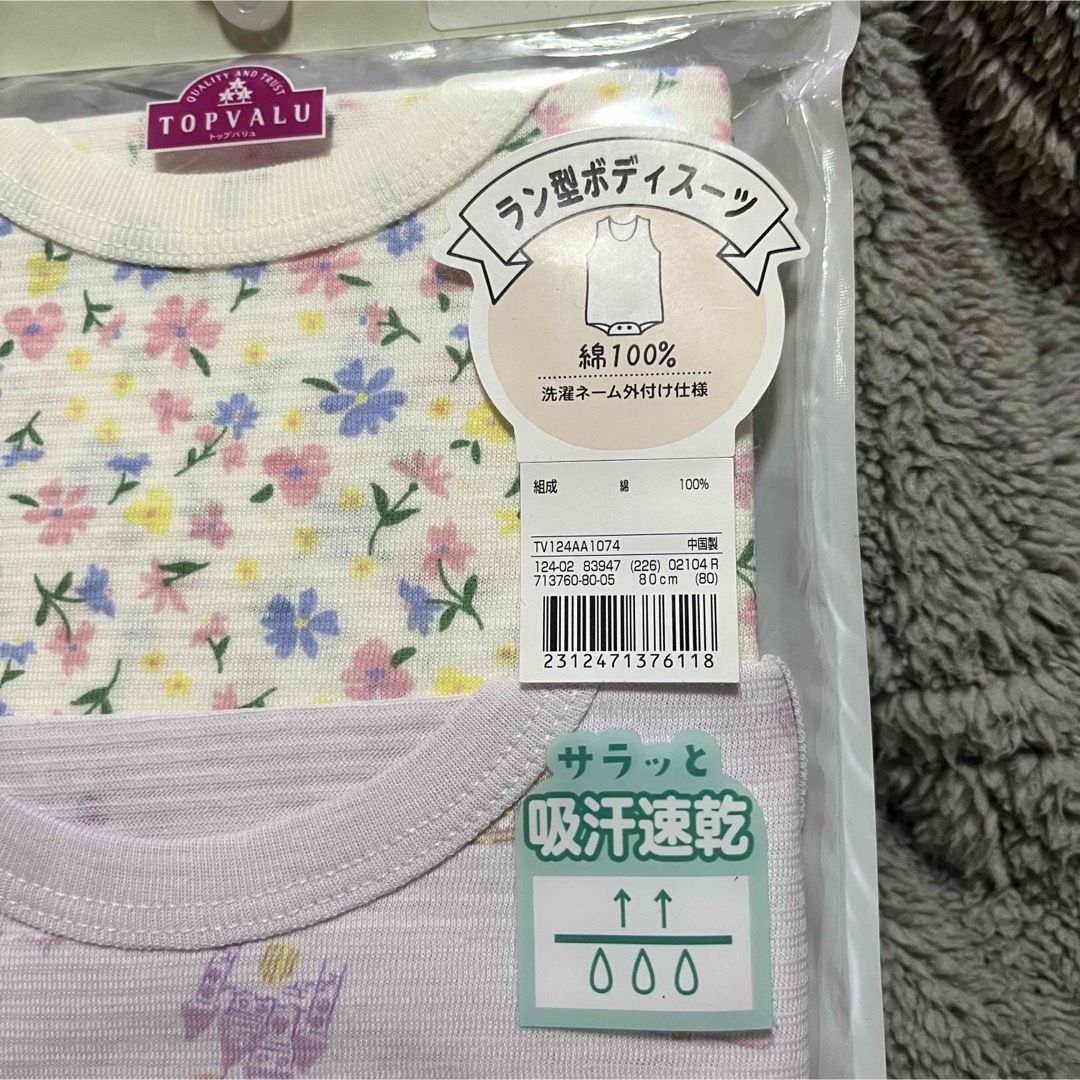 QUALITY AND TRUST
TOPVALU
トップバリュ
ラン型ボディスーツ
綿100%
洗濯ネーム外付け仕様
組成 綿 100%
TV124AA1074 中国製
124-02 83947 (226) 02104 R
713760-80-05 80cm (80)
2312471376118
サラッと
吸汗速乾